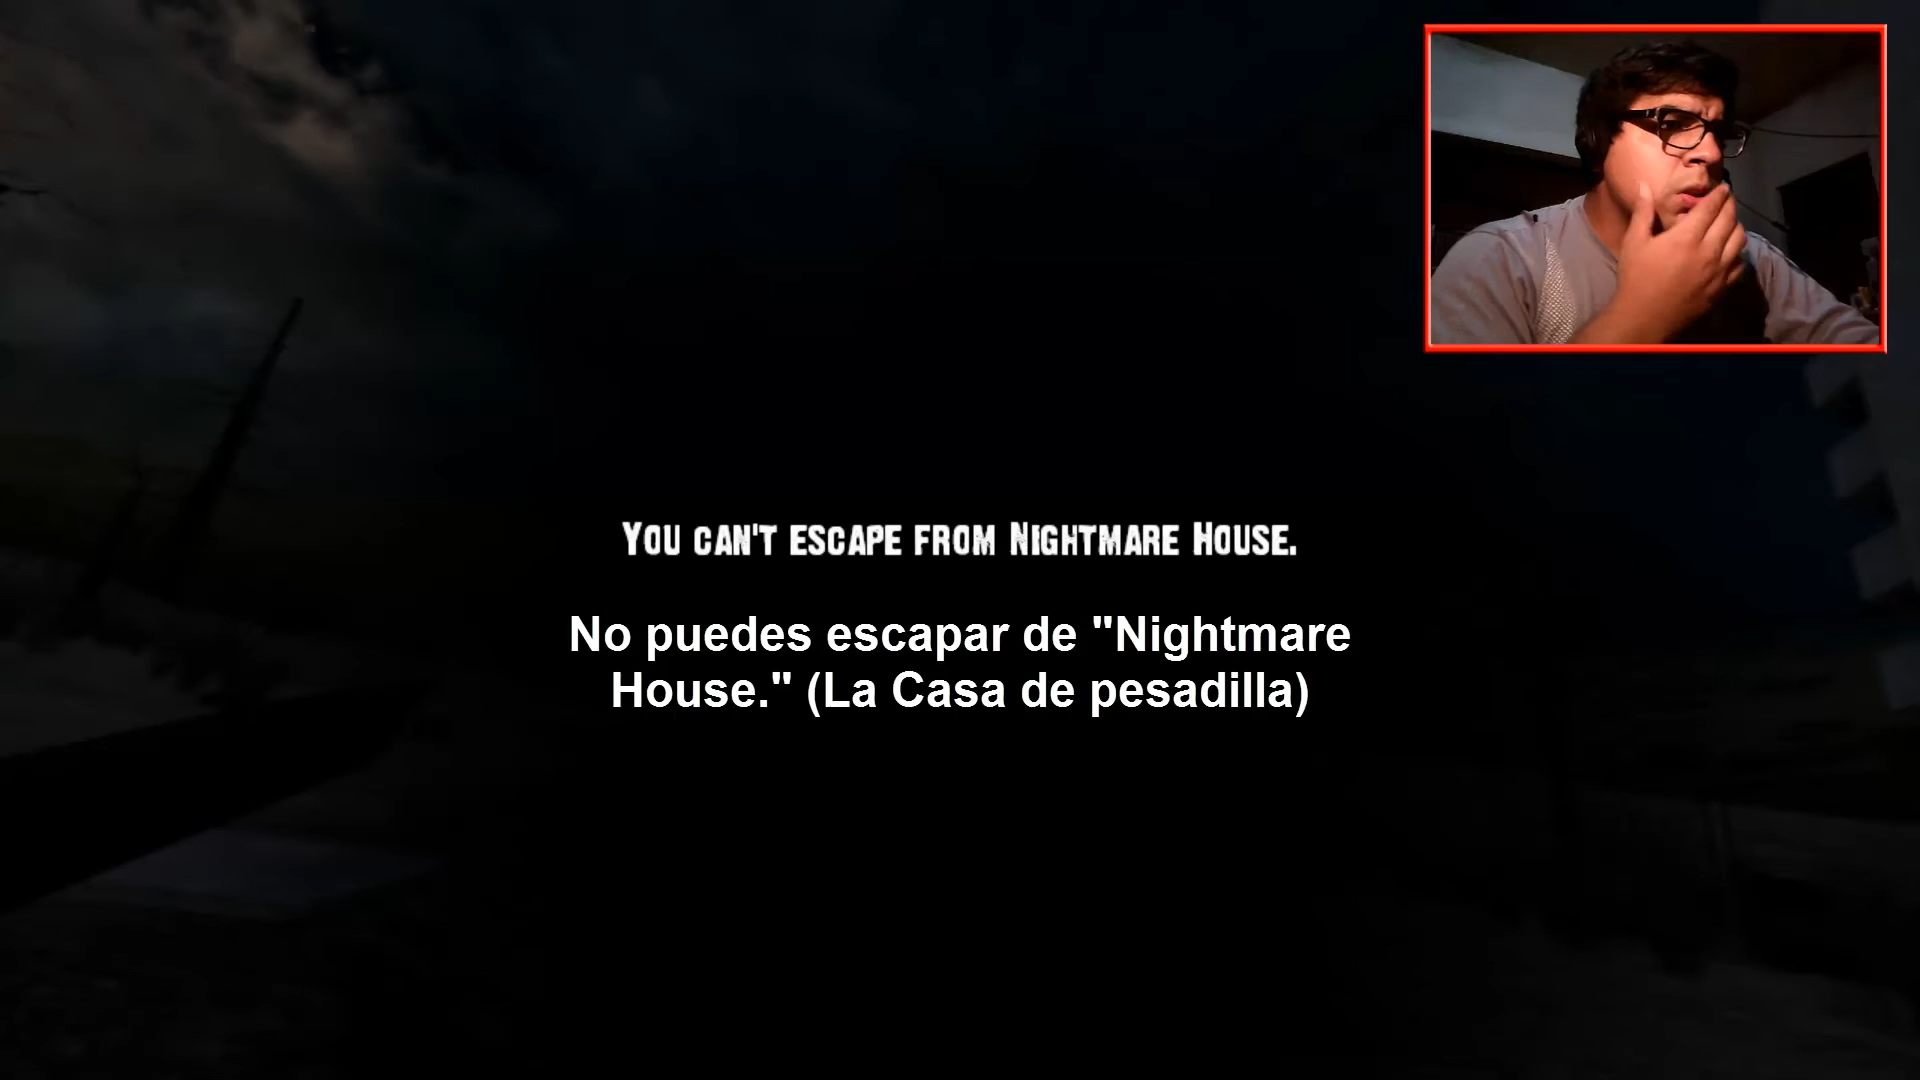 You can't escape from Nightmare House.
No puedes escapar de "Nightmare
House." (La Casa de pesadilla)